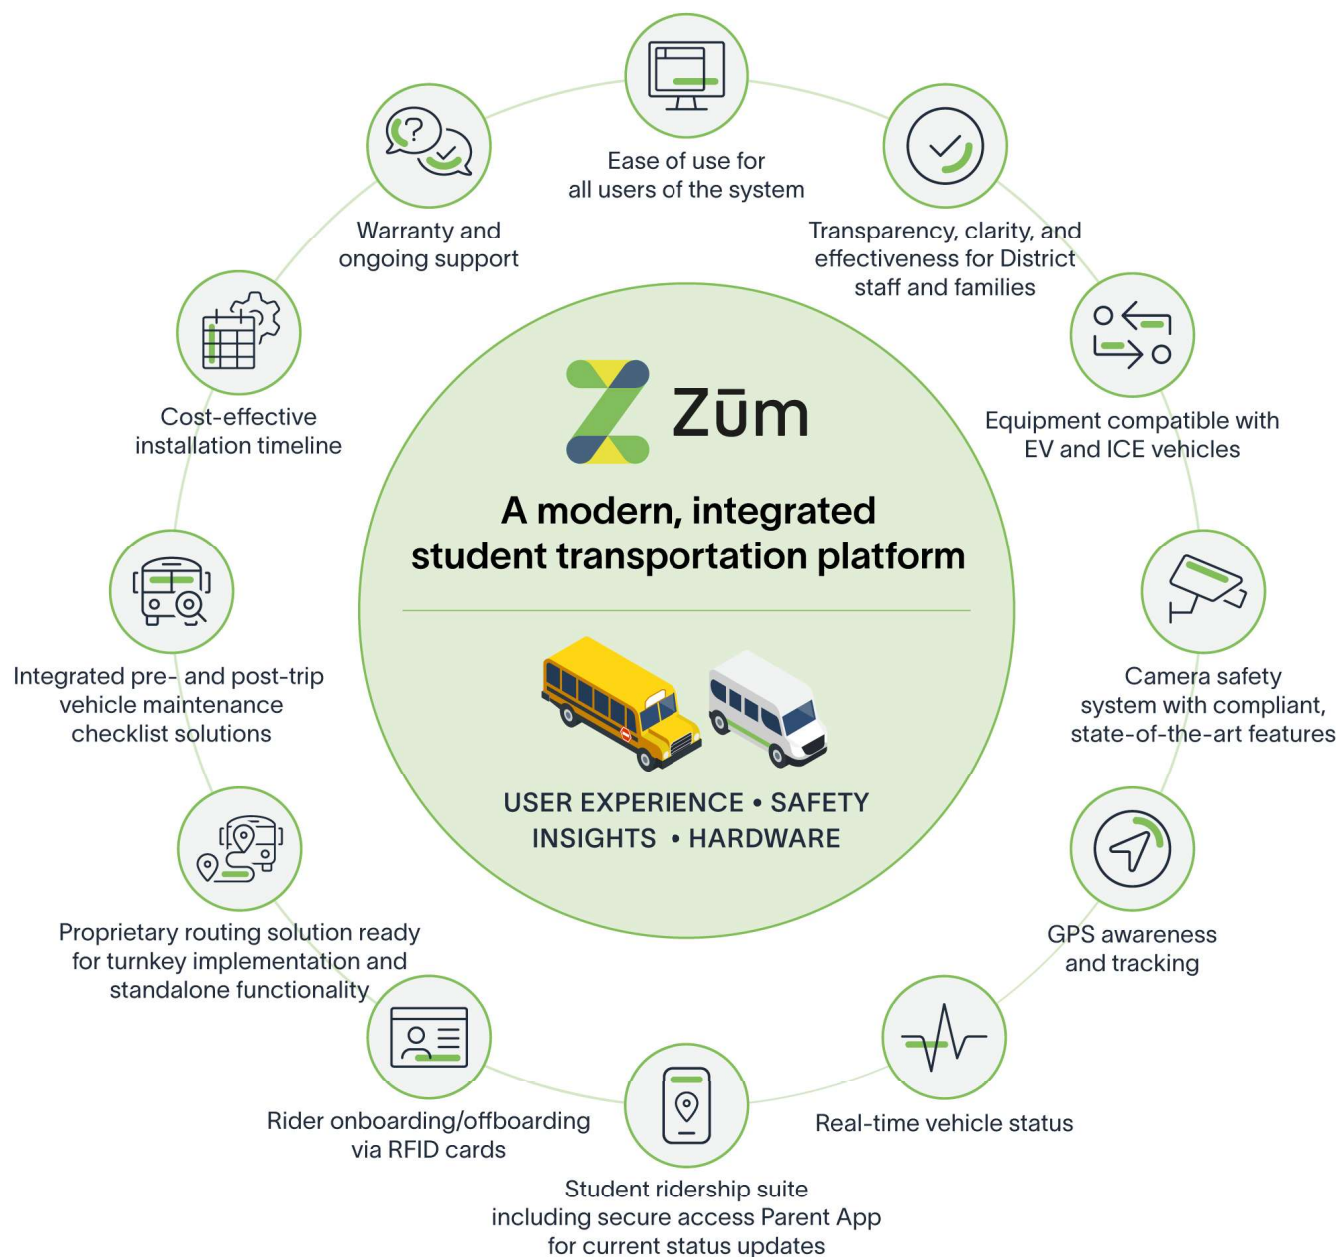 Ease of use for
all users of the system
Transparency, clarity, and
effectiveness for District
staff and families
Equipment compatible with
EV and ICE vehicles
Camera safety
system with compliant,
state-of-the-art features
GPS awareness
and tracking
Real-time vehicle status
Student ridership suite
including secure access Parent App
for current status updates
Rider onboarding/offboarding
via RFID cards
Proprietary routing solution ready
for turnkey implementation and
standalone functionality
Integrated pre- and post-trip
vehicle maintenance
checklist solutions
Cost-effective
installation timeline
Warranty and
ongoing support
Zūm
A modern, integrated
student transportation platform
USER EXPERIENCE • SAFETY
INSIGHTS • HARDWARE